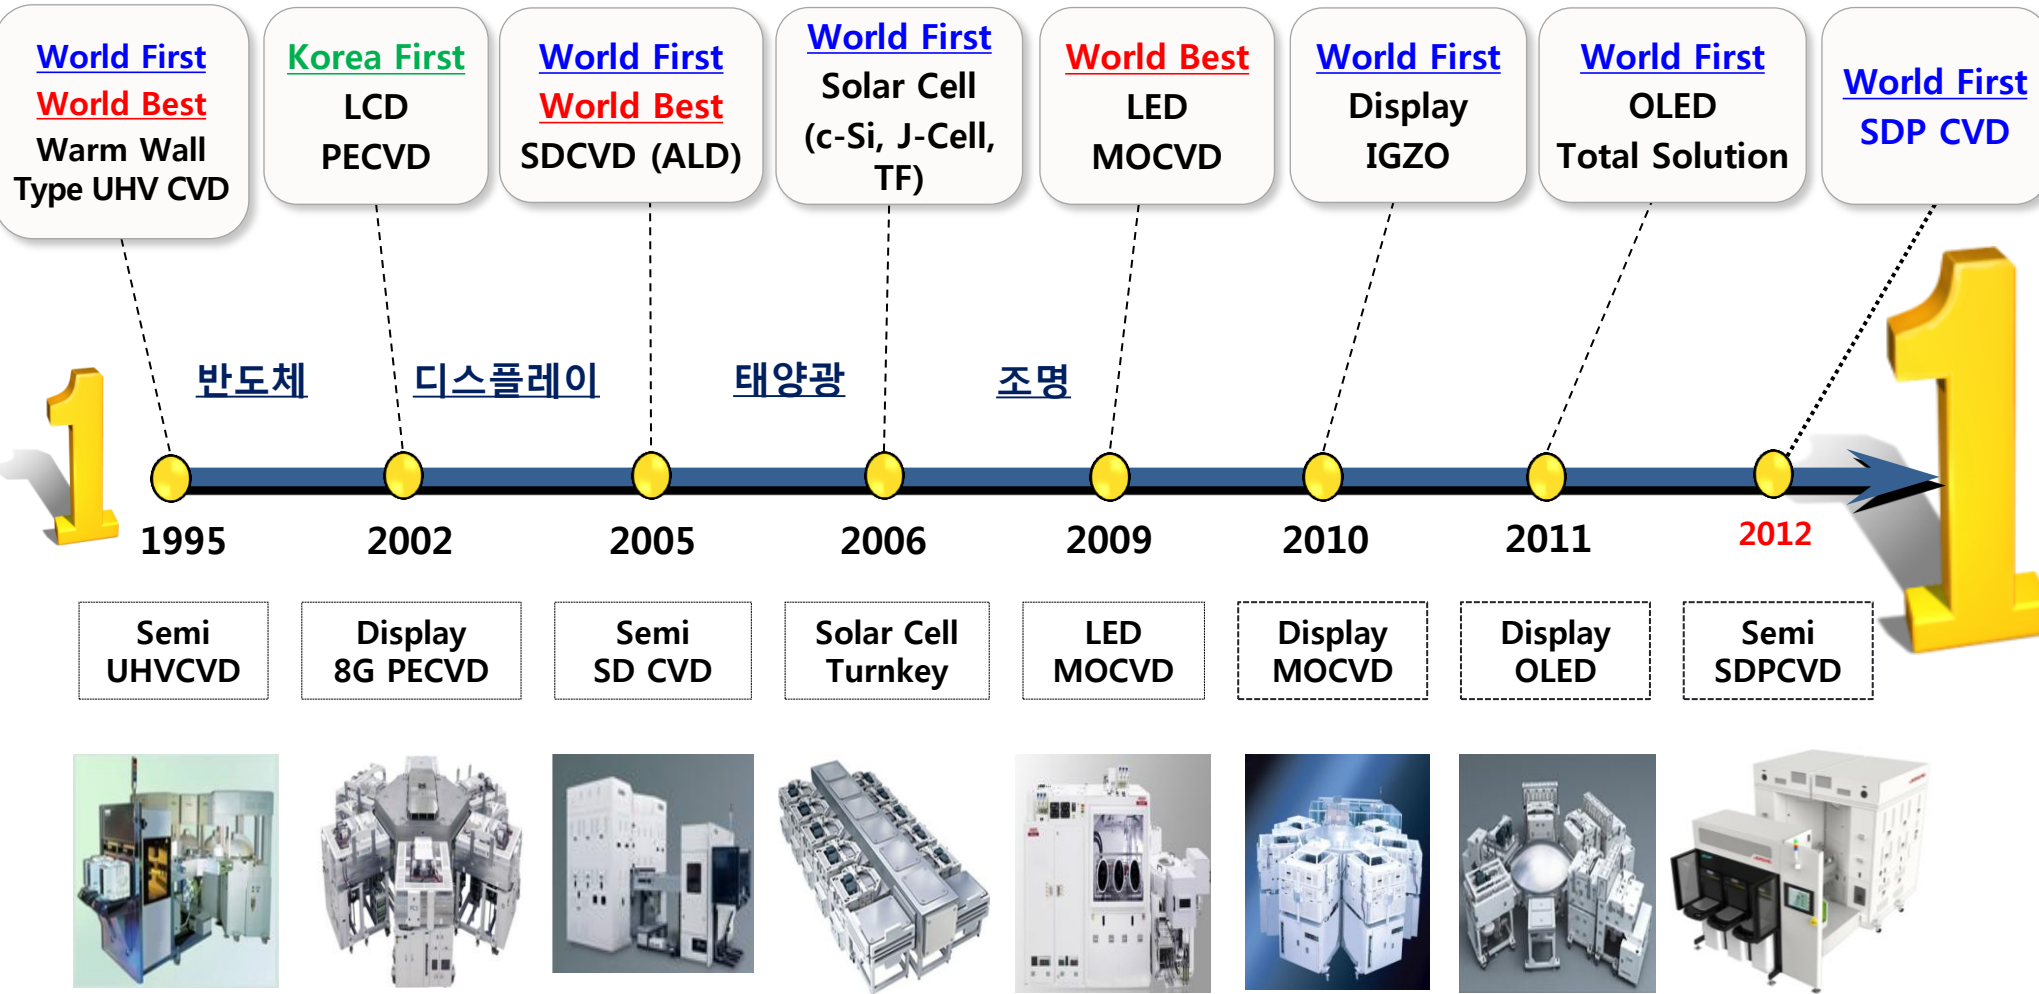 World First
World Best
Warm Wall
Type UHV CVD
Korea First
LCD
PECVD
World First
World Best
SDCVD (ALD)
World First
Solar Cell
(c-Si, J-Cell,
TF)
World Best
LED
MOCVD
World First
Display
IGZO
World First
OLED
Total Solution
World First
SDP CVD
반도체
디스플레이
태양광
조명
1
1
1995
2002
2005
2006
2009
2010
2011
2012
Semi
UHVCVD
Display
8G PECVD
Semi
SD CVD
Solar Cell
Turnkey
LED
MOCVD
Display
MOCVD
Display
OLED
Semi
SDPCVD